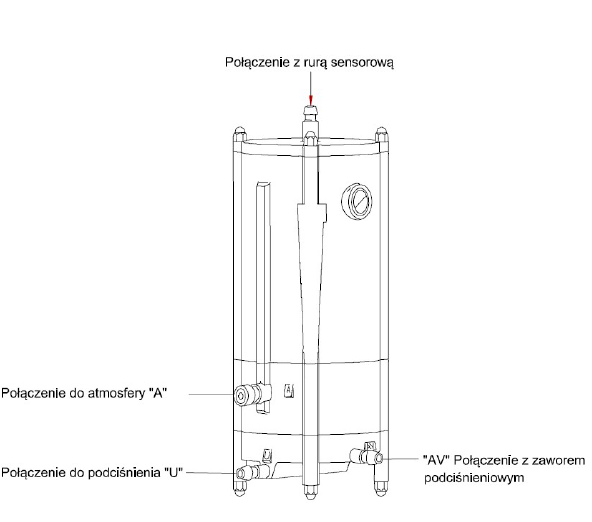 Połączenie z rurą sensorową
Połączenie do atmosfery "A"
A
Połączenie do podciśnienia "U"
U
"AV" Połączenie z zaworem
podciśnieniowym